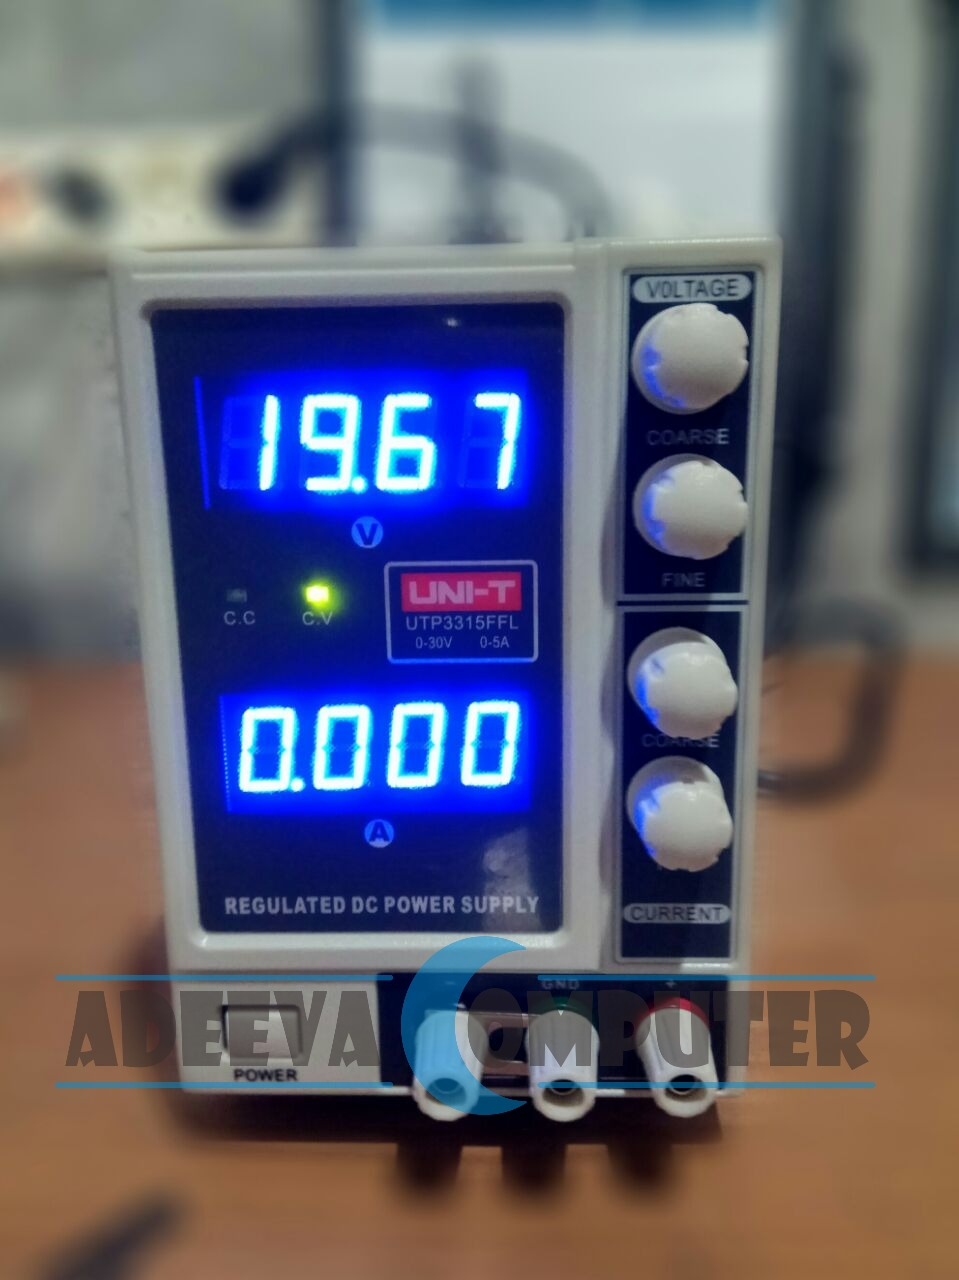 VOLTAGE
19.67
COARSE
V
FINE
C.C
C.V
UNI-T
UTP3315FFL
0-30V 0-5A
0.000
COARSE
A
REGULATED DC POWER SUPPLY
CURRENT
- GND +
ADEEVA COMPUTER
POWER